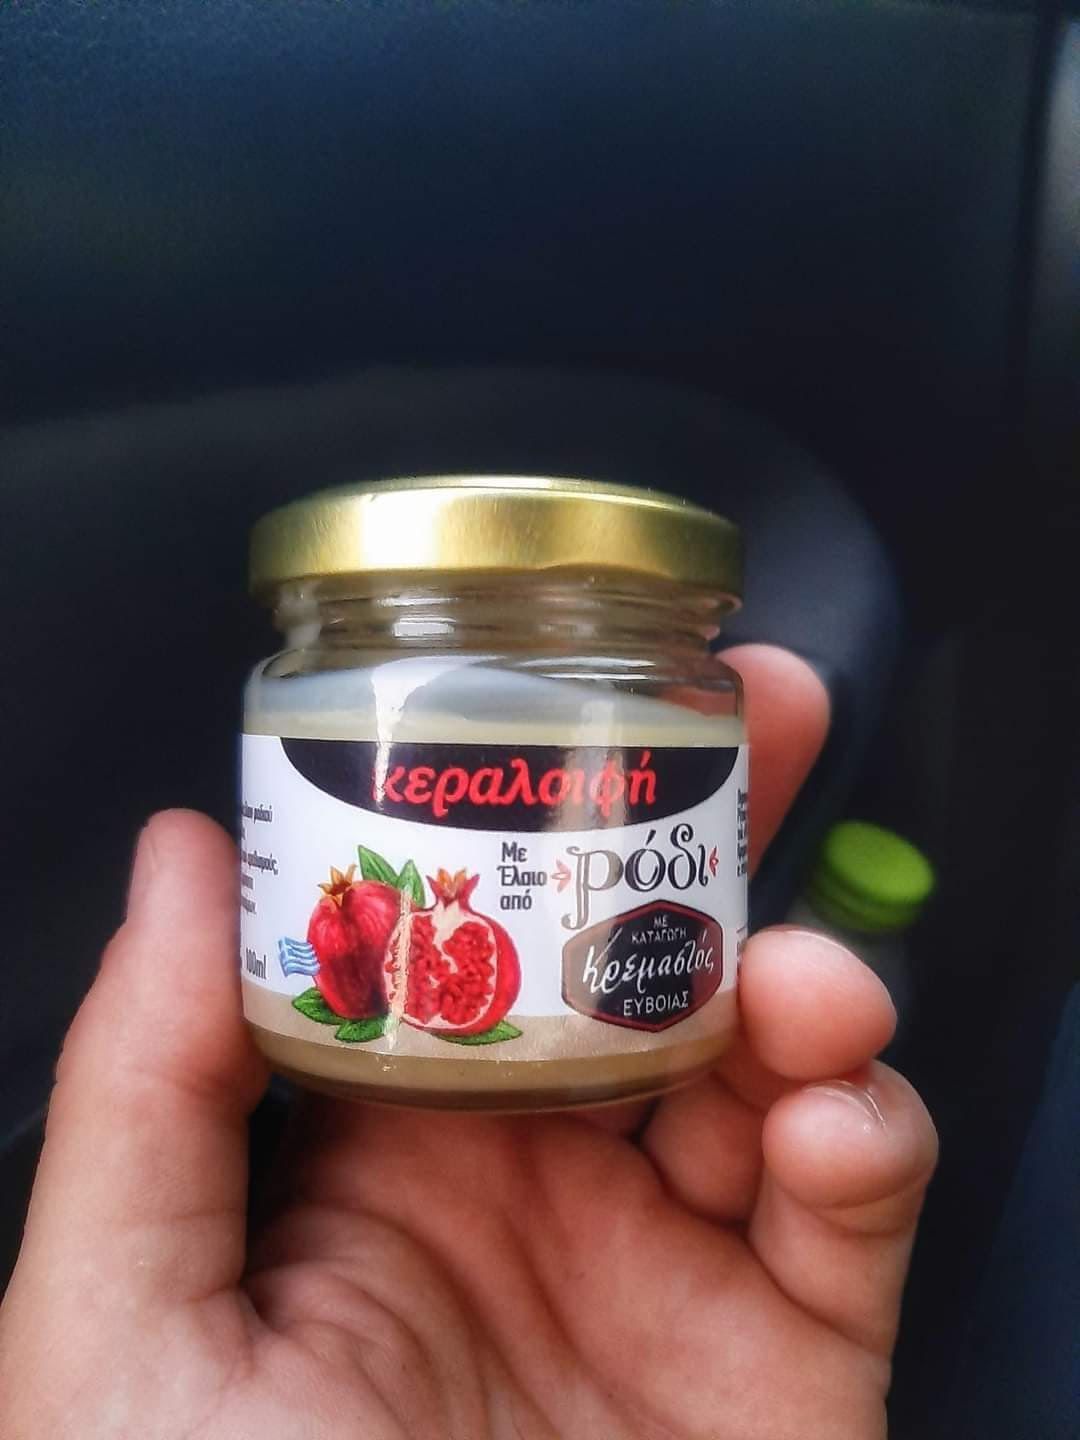 κεραλοιφή
Με
Έλαιο
από
ρόδι
ΜΕ
ΚΑΤΑΓΩΓΗ
Κρεμαστός
ΕΥΒΟΙΑΣ
100ml